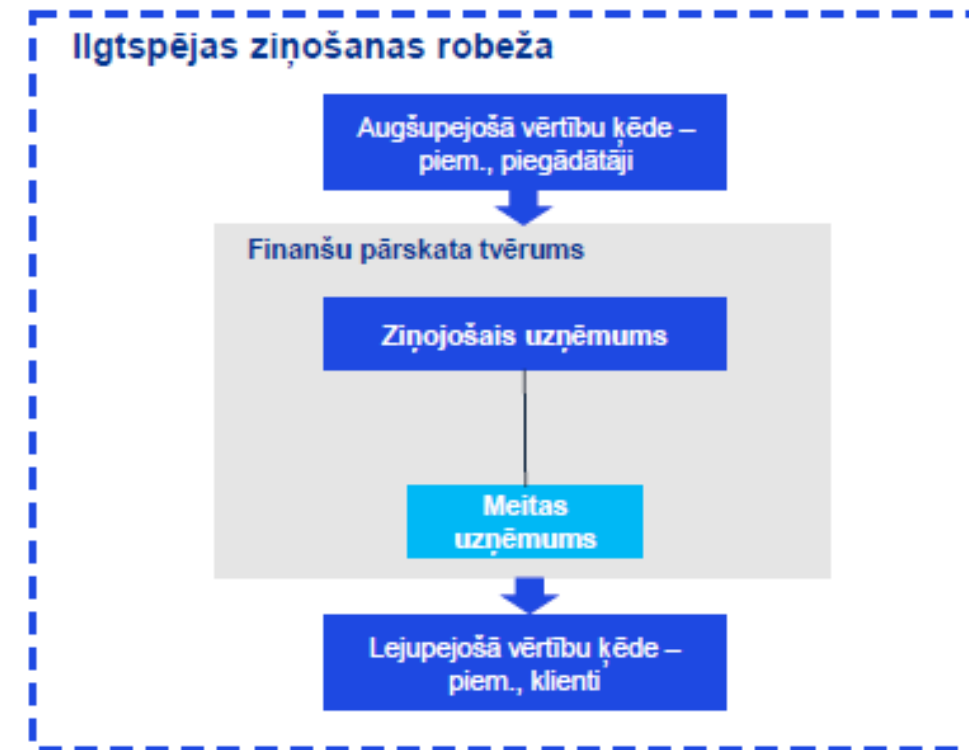 Ilgtspējas ziņošanas robeža
Augšupejošā vērtību ķēde –
piem., piegādātāji
Finanšu pārskata tvērums
Ziņojošais uzņēmums
Meitas
uzņēmums
Lejupejošā vērtību ķēde –
piem., klienti